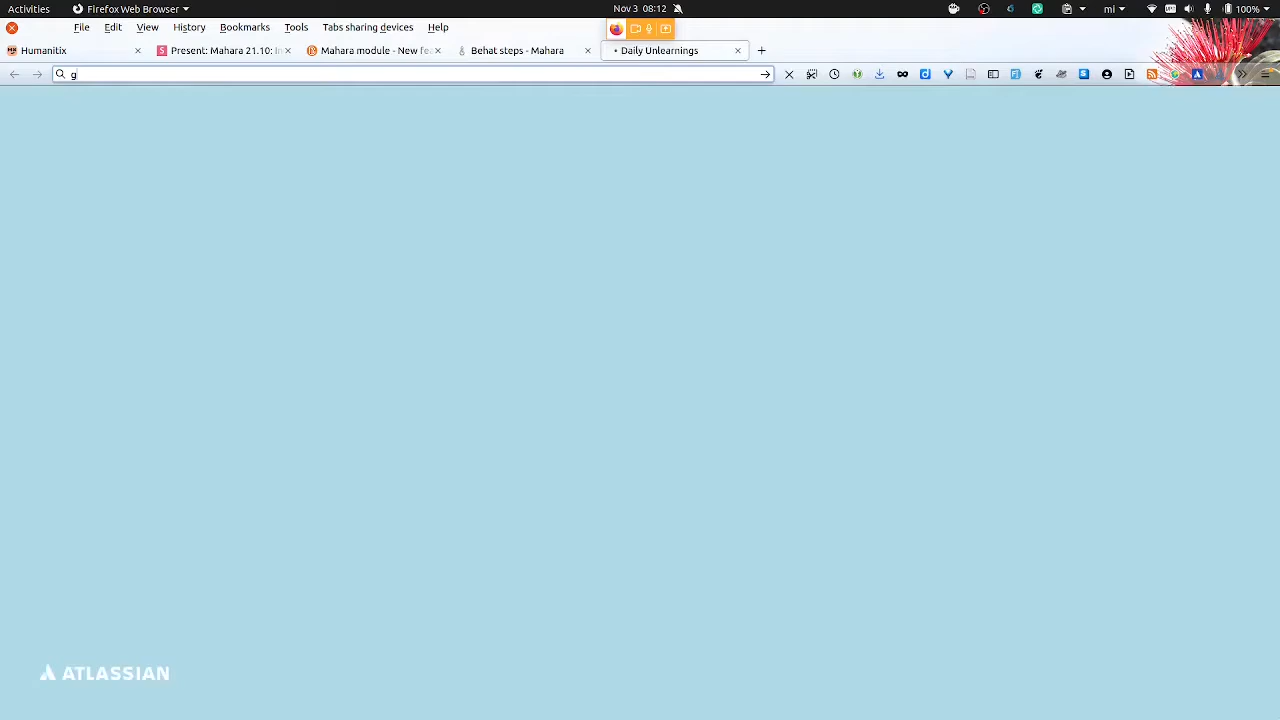 Activities
Firefox Web Browser
Nov 3 08:12
mi
100%
File Edit View History Bookmarks Tools Tabs sharing devices Help
Humanitix
Present: Mahara 21.10: I
Mahara module - New fea
Behat steps - Mahara
Daily Unlearnings
g
ATLASSIAN